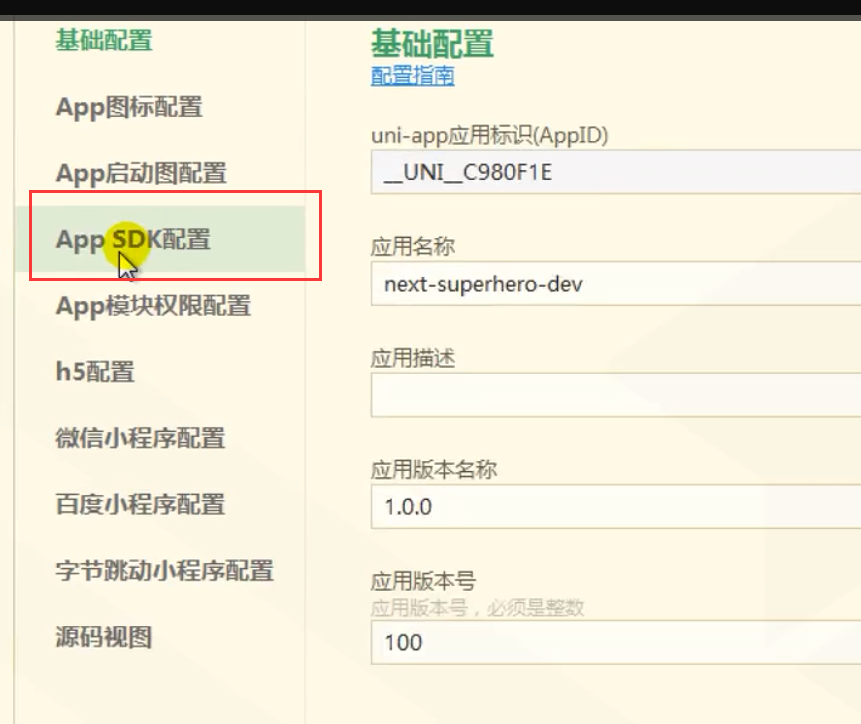 基础配置
App图标配置
App启动图配置
App SDK配置
App模块权限配置
h5配置
微信小程序配置
百度小程序配置
字节跳动小程序配置
源码视图
基础配置
配置指南
uni-app应用标识(AppID)
__UNI__C980F1E
应用名称
next-superhero-dev
应用描述
应用版本名称
1.0.0
应用版本号
应用版本号，必须是整数
100